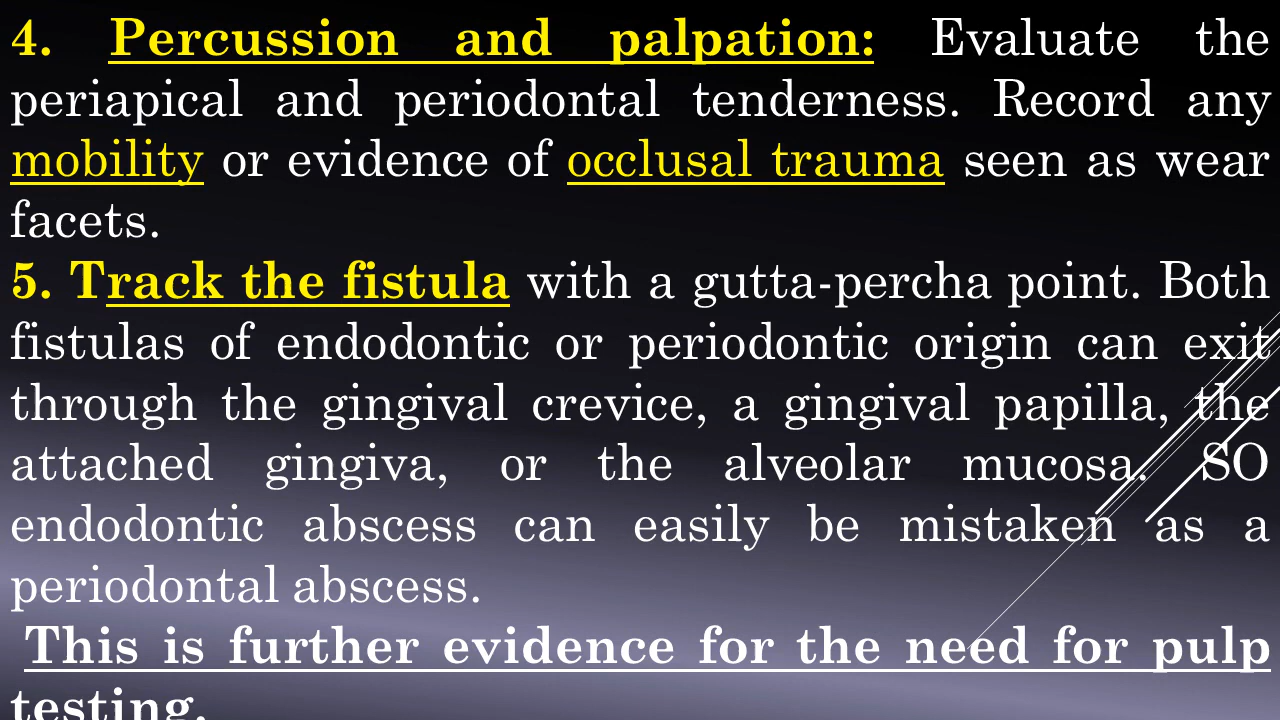 4. Percussion and palpation: Evaluate the
periapical and periodontal tenderness. Record any
mobility or evidence of occlusal trauma seen as wear
facets.
5. Track the fistula with a gutta-percha point. Both
fistulas of endodontic or periodontic origin can exit
through the gingival crevice, a gingival papilla, the
attached gingiva, or the alveolar mucosa. SO
endodontic abscess can easily be mistaken as a
periodontal abscess.
This is further evidence for the need for pulp
testing.